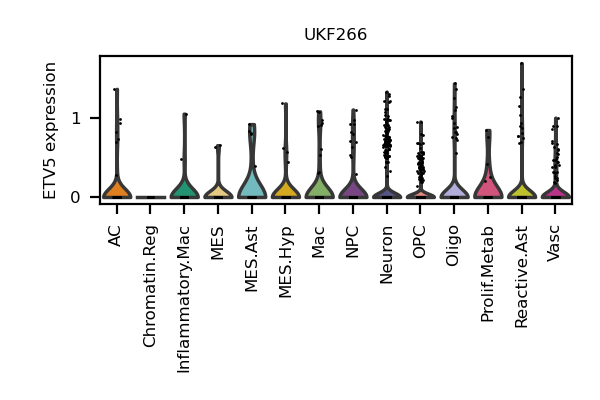 UKF266
ETV5 expression
1
0
AC
Chromatin.Reg
Inflammatory.Mac
MES
MES.Ast
MES.Hyp
Mac
NPC
Neuron
OPC
Oligo
Prolif.Metab
Reactive.Ast
Vasc